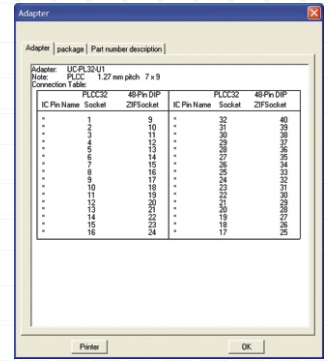 Adapter
Adapter package Part number description
Adapter: UC-PL32-U1
Note: PLCC 1.27 mm pitch 7 x 9
Connection Table:
PLCC32 48-Pin DIP PLCC32 48-Pin DIP
IC Pin Name Socket ZIFSocket IC Pin Name Socket ZIFSocket
" 1 9 " 32 40
" 2 10 " 31 39
" 3 11 " 30 38
" 4 12 " 29 37
" 5 13 " 28 36
" 6 14 " 27 35
" 7 15 " 26 34
" 8 16 " 25 33
" 9 17 " 24 32
" 10 18 " 23 31
" 11 19 " 22 30
" 12 20 " 21 29
" 13 21 " 20 28
" 14 22 " 19 27
" 15 23 " 18 26
" 16 24 " 17 25
Printer OK